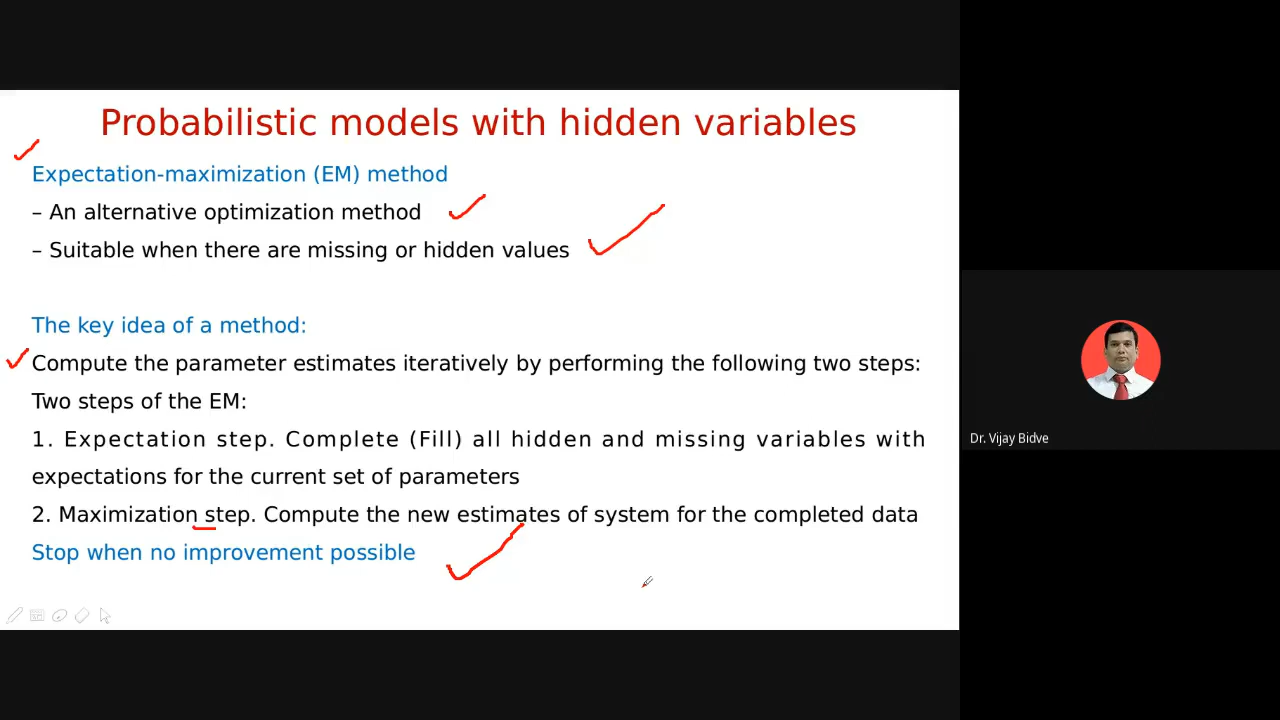 Probabilistic models with hidden variables
Expectation-maximization (EM) method
– An alternative optimization method
– Suitable when there are missing or hidden values
The key idea of a method:
Compute the parameter estimates iteratively by performing the following two steps:
Two steps of the EM:
1. Expectation step. Complete (Fill) all hidden and missing variables with
expectations for the current set of parameters
2. Maximization step. Compute the new estimates of system for the completed data
Stop when no improvement possible
Dr. Vijay Bidve